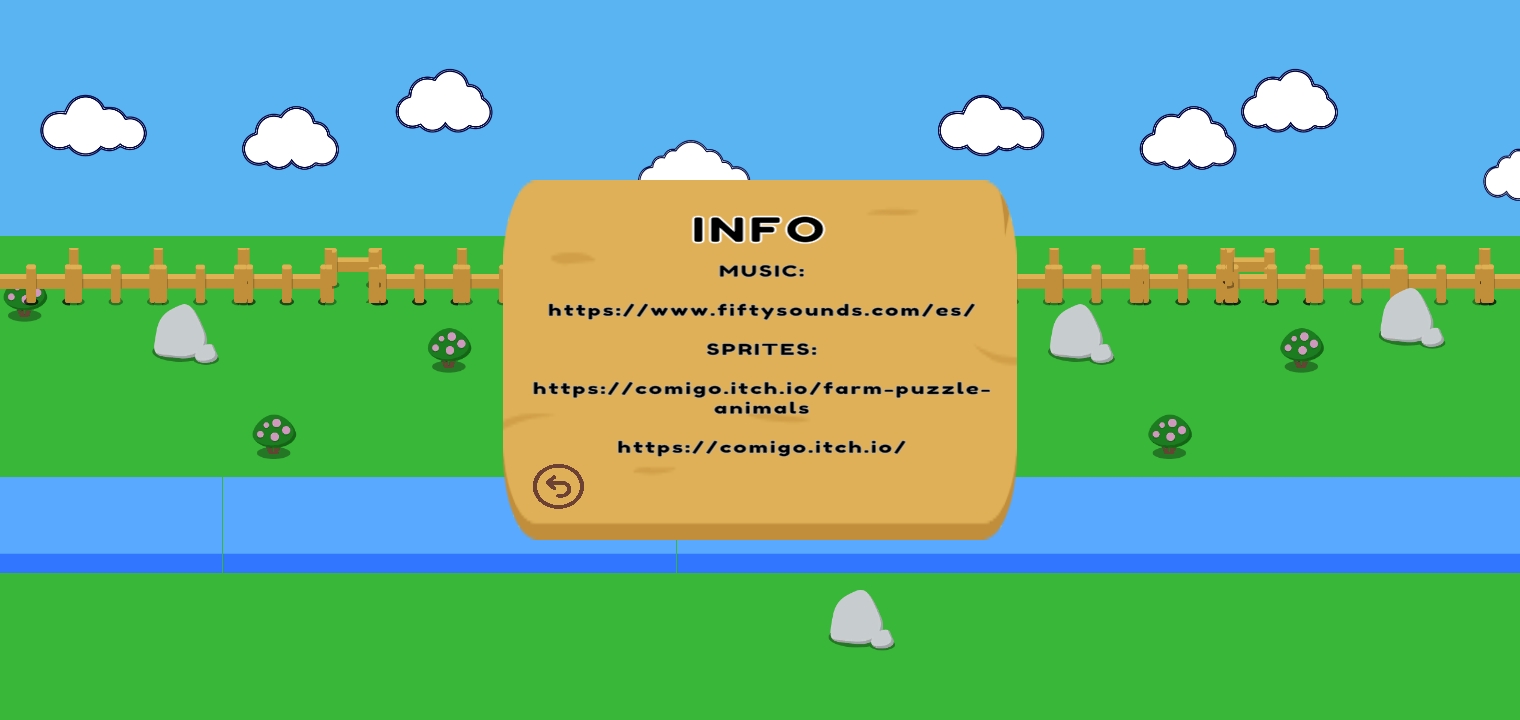 INFO
MUSIC:
https://www.fiftysounds.com/es/
SPRITES:
https://comigo.itch.io/farm-puzzle-
animals
https://comigo.itch.io/